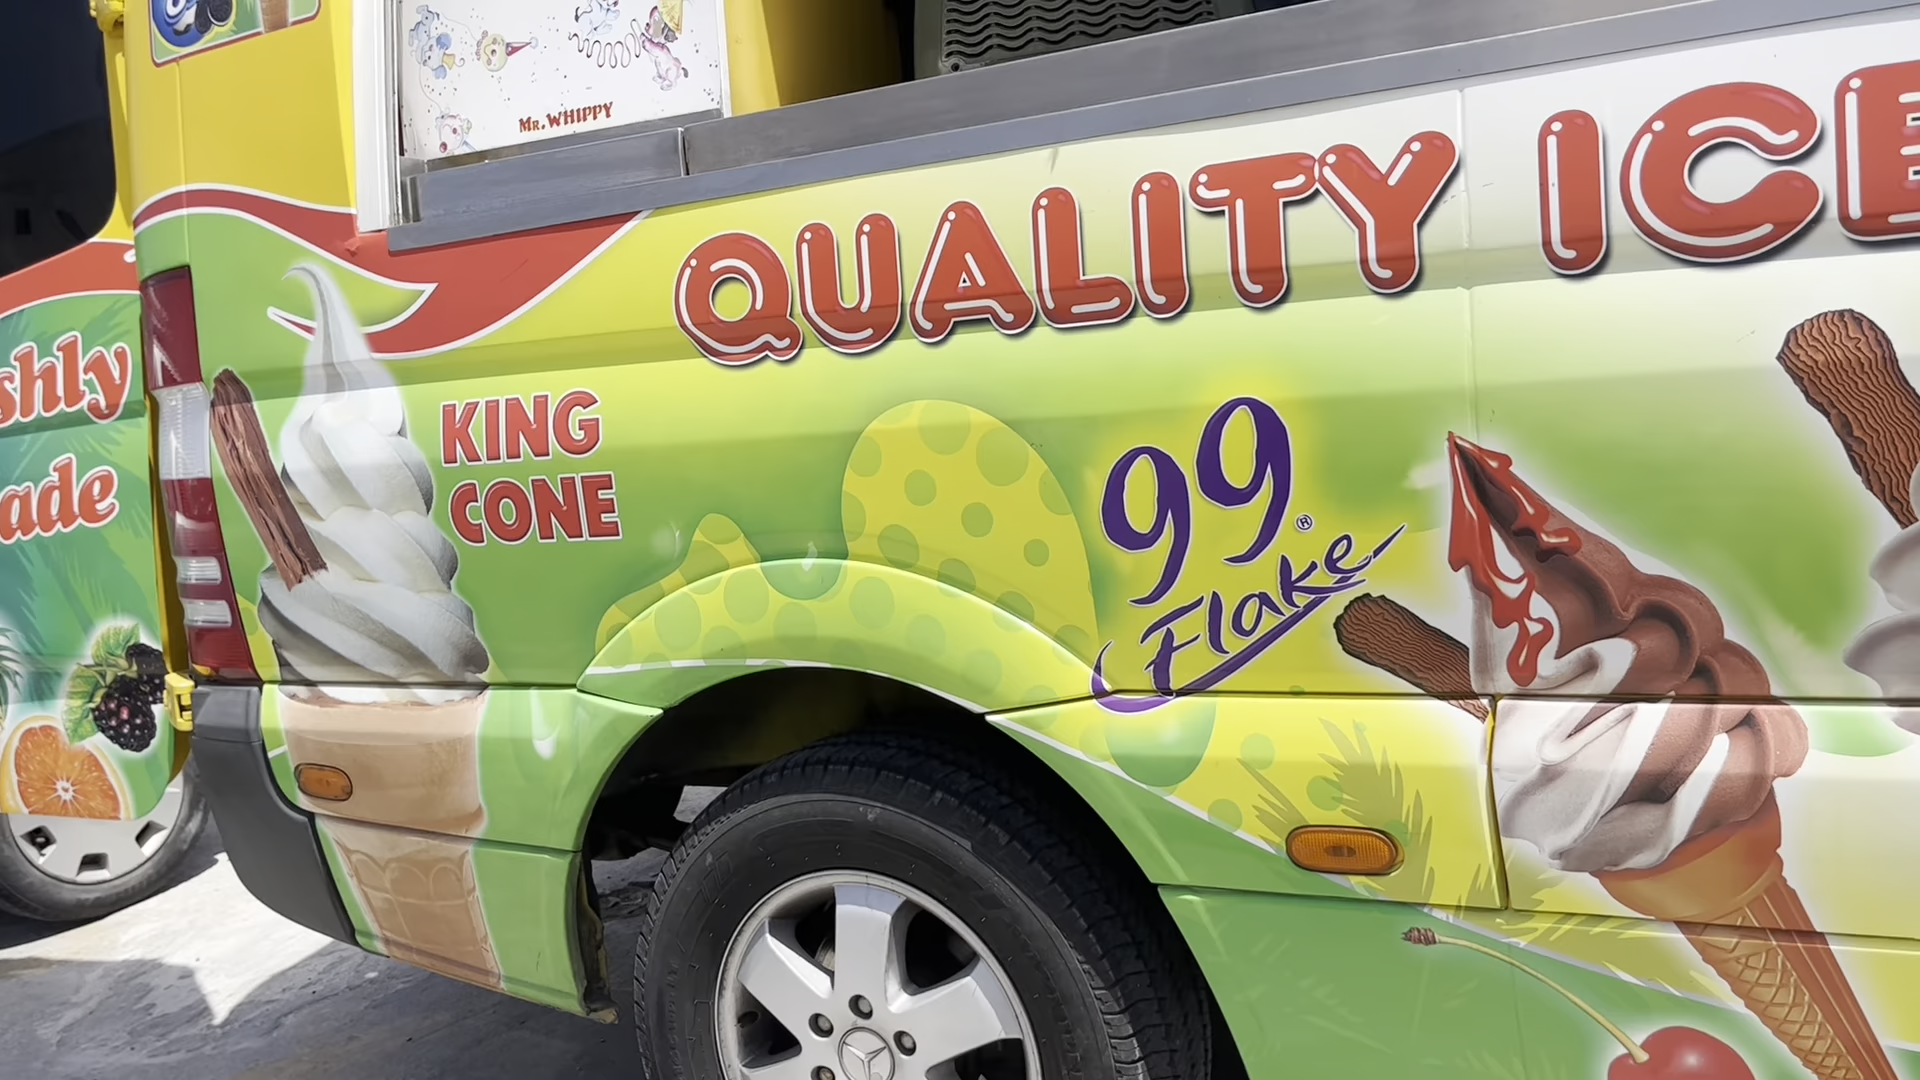 Mr. WHIPPY
QUALITY ICE
KING
CONE
99
Flake
®
shly
ade